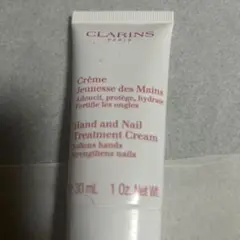 CLARINS
PARIS
Crème
Jeunesse des Mains
Adoucit, protège, hydrate
Fortifie les ongles
Hand and Nail
Treatment Cream
Softens hands
Strengthens nails
30 mL 1 Oz. Net Wt.